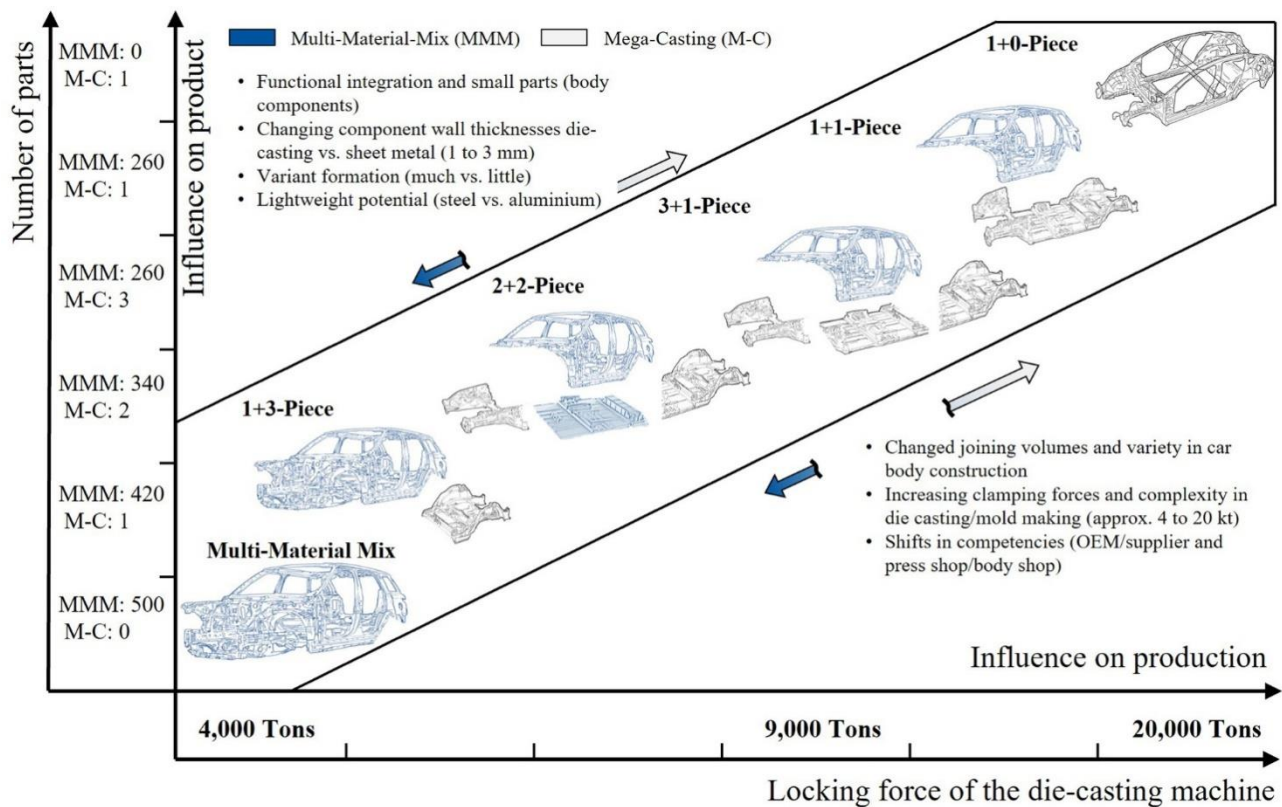 Number of parts
Influence on product
MMM: 0
M-C: 1
MMM: 260
M-C: 1
MMM: 260
M-C: 3
MMM: 340
M-C: 2
MMM: 420
M-C: 1
MMM: 500
M-C: 0
Multi-Material-Mix (MMM)
Mega-Casting (M-C)
• Functional integration and small parts (body
components)
• Changing component wall thicknesses die-
casting vs. sheet metal (1 to 3 mm)
• Variant formation (much vs. little)
• Lightweight potential (steel vs. aluminium)
1+0-Piece
1+1-Piece
3+1-Piece
2+2-Piece
1+3-Piece
Multi-Material Mix
• Changed joining volumes and variety in car
body construction
• Increasing clamping forces and complexity in
die casting/mold making (approx. 4 to 20 kt)
• Shifts in competencies (OEM/supplier and
press shop/body shop)
Influence on production
4,000 Tons
9,000 Tons
20,000 Tons
Locking force of the die-casting machine